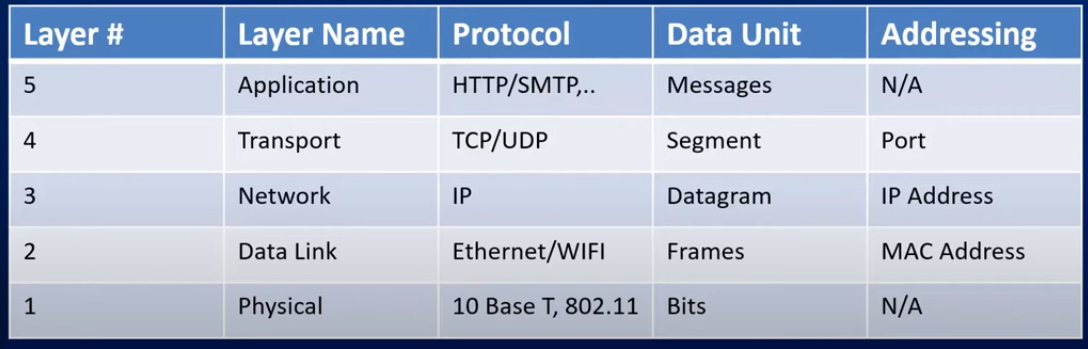 Layer # Layer Name Protocol Data Unit Addressing
5 Application HTTP/SMTP,.. Messages N/A
4 Transport TCP/UDP Segment Port
3 Network IP Datagram IP Address
2 Data Link Ethernet/WIFI Frames MAC Address
1 Physical 10 Base T, 802.11 Bits N/A